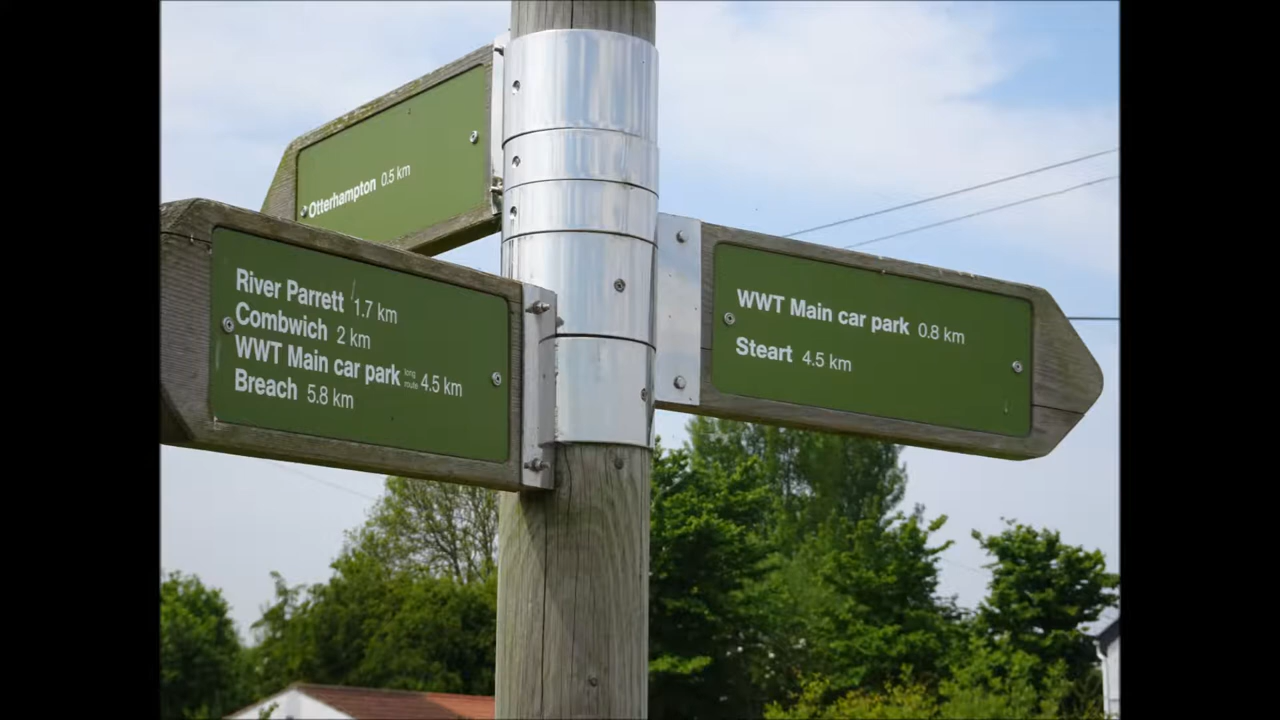 Otterhampton 0.5 km
River Parrett 1.7 km
Combwich 2 km
WWT Main car park long route 4.5 km
Breach 5.8 km
WWT Main car park 0.8 km
Steart 4.5 km